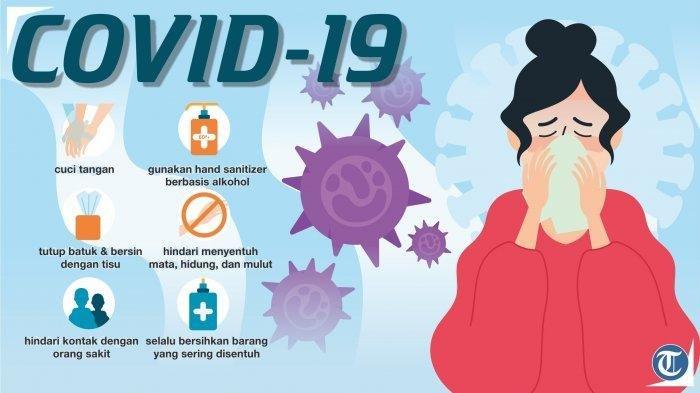 COVID-19
cuci tangan
gunakan hand sanitizer
berbasis alkohol
tutup batuk & bersin
dengan tisu
hindari menyentuh
mata, hidung, dan mulut
hindari kontak dengan
orang sakit
selalu bersihkan barang
yang sering disentuh
T